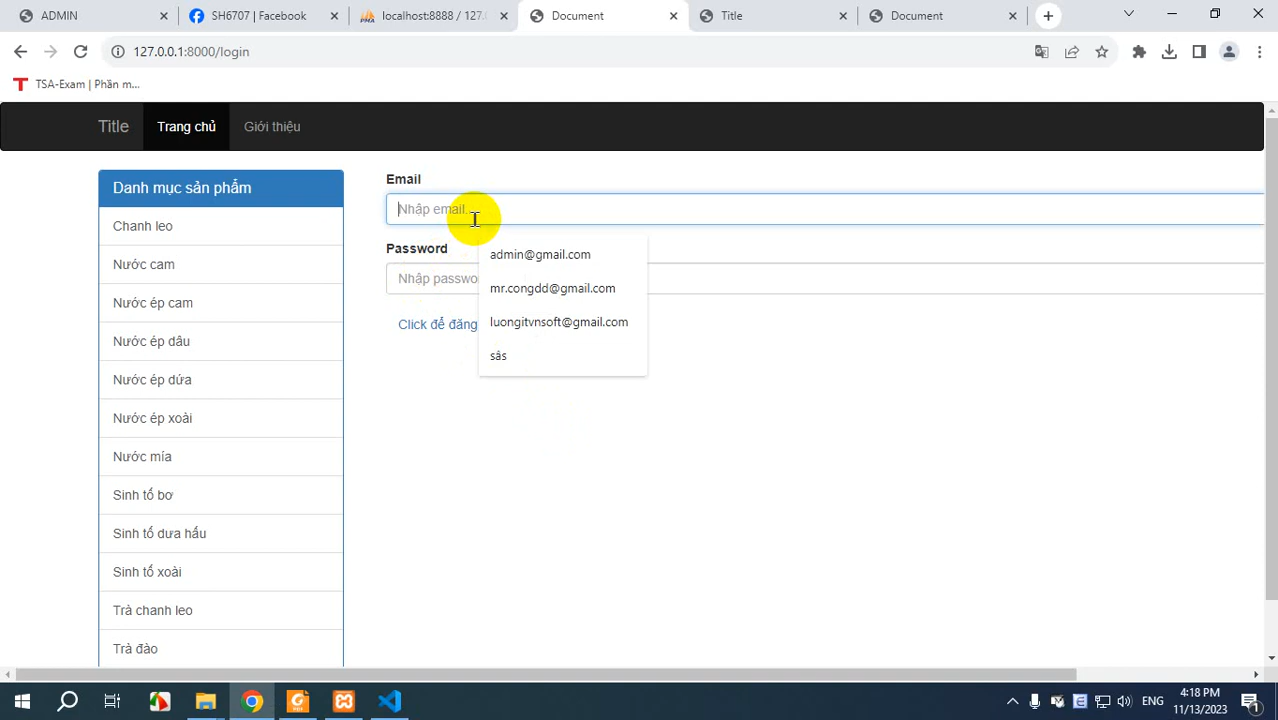 ADMIN
SH6707 | Facebook
localhost:8888 / 127.0
Document
Title
Document
127.0.0.1:8000/login
TSA-Exam | Phần m...
Title
Trang chủ
Giới thiệu
Danh mục sản phẩm
Chanh leo
Nước cam
Nước ép cam
Nước ép dâu
Nước ép dứa
Nước ép xoài
Nước mía
Sinh tố bơ
Sinh tố dưa hấu
Sinh tố xoài
Trà chanh leo
Trà đào
Email
Nhập email
Password
Nhập passwo
Click để đăng
admin@gmail.com
mr.congdd@gmail.com
luongitvnsoft@gmail.com
sâs
ENG
4:18 PM
11/13/2023
1